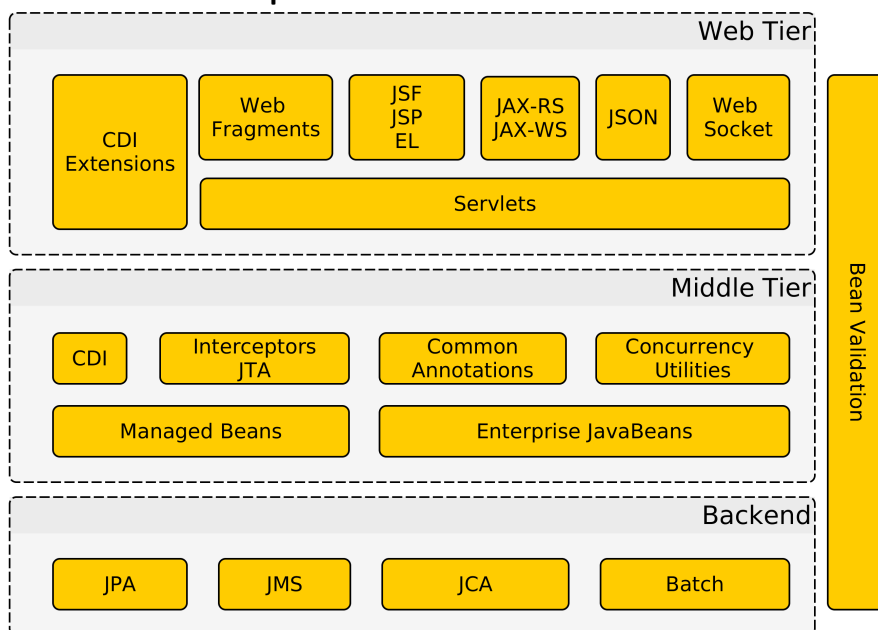 Web Tier
CDI
Extensions
Web
Fragments
JSF
JSP
EL
JAX-RS
JAX-WS
JSON
Web
Socket
Servlets
Middle Tier
CDI
Interceptors
JTA
Common
Annotations
Concurrency
Utilities
Managed Beans
Enterprise JavaBeans
Backend
JPA
JMS
JCA
Batch
Bean Validation